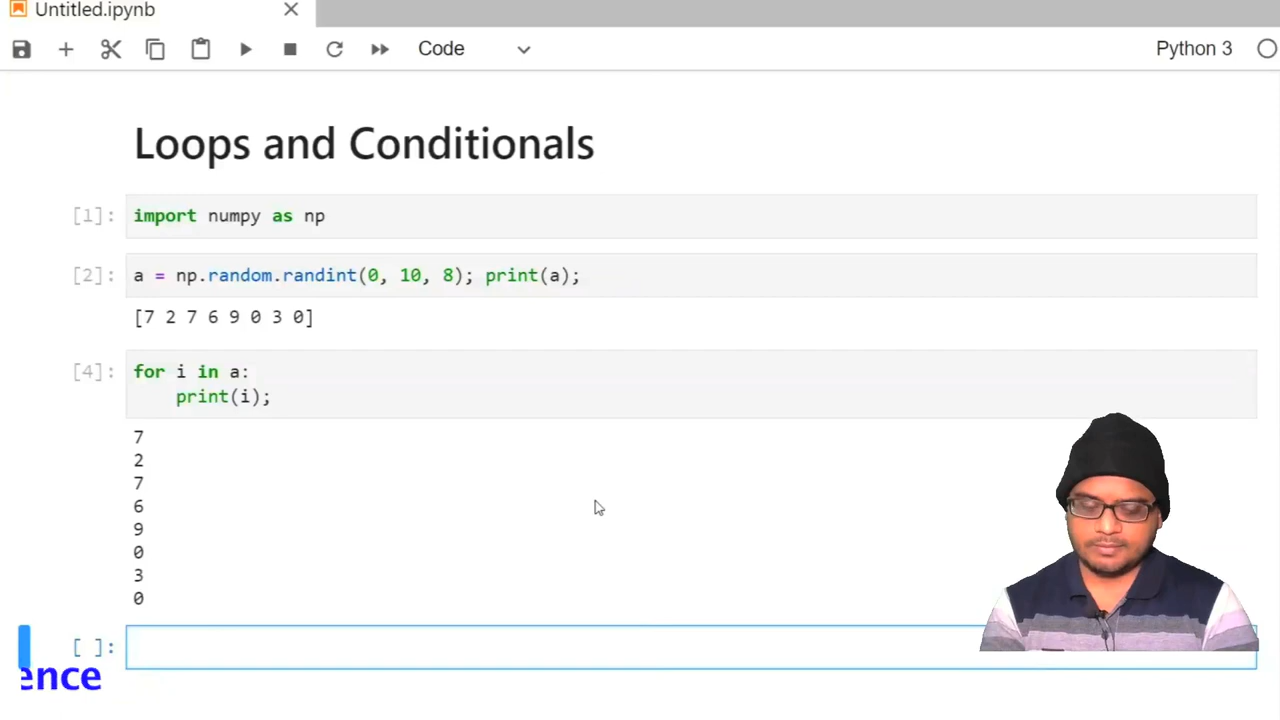 Untitled.ipynb
Code
Python 3
Loops and Conditionals
[1]: import numpy as np
[2]: a = np.random.randint(0, 10, 8); print(a);
[7 2 7 6 9 0 3 0]
[4]: for i in a:
print(i);
7
2
7
6
9
0
3
0
[ ]:
ence